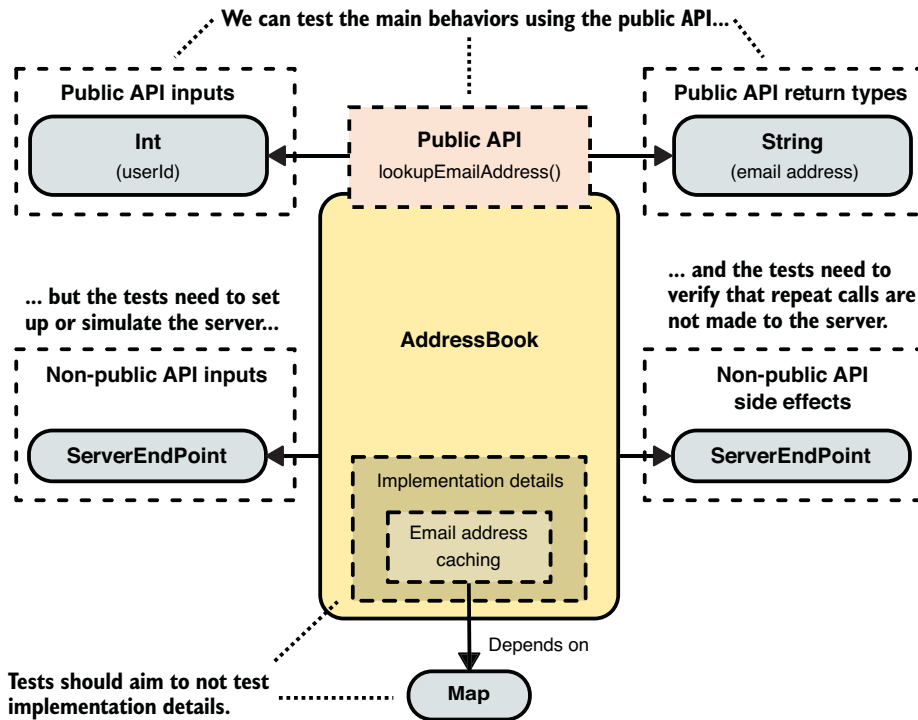 We can test the main behaviors using the public API...
Public API inputs
Int
(userId)
Public API
lookupEmailAddress()
Public API return types
String
(email address)
... but the tests need to set
up or simulate the server...
... and the tests need to
verify that repeat calls are
not made to the server.
AddressBook
Non-public API inputs
ServerEndPoint
Non-public API
side effects
ServerEndPoint
Implementation details
Email address
caching
Depends on
Map
Tests should aim to not test
implementation details.